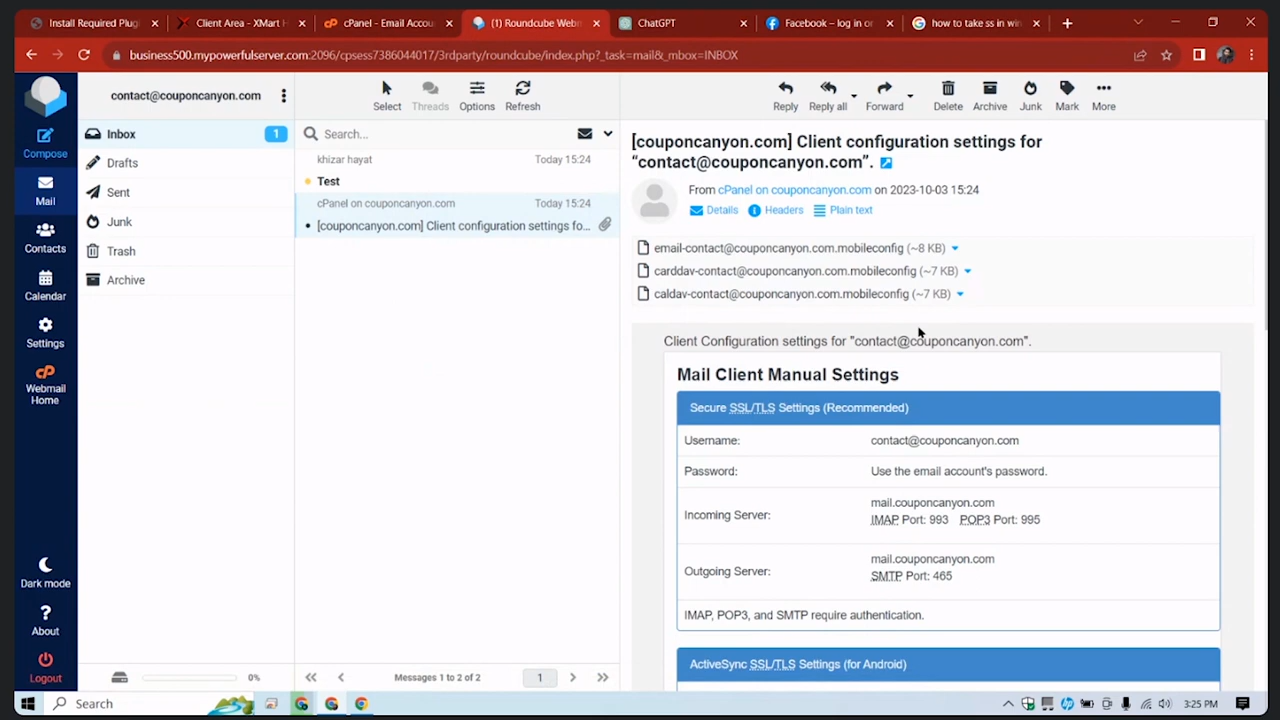 Install Required Plugi
Client Area - XMart H
cPanel - Email Accou
(1) Roundcube Web
ChatGPT
Facebook – log in or
how to take ss in wi
business500.mypowerfulserver.com:2096/cpsess7386044017/3rdparty/roundcube/index.php?_task=mail&_mbox=INBOX
contact@couponcanyon.com
Select
Threads
Options
Refresh
Reply
Reply all
Forward
Delete
Archive
Junk
Mark
More
Compose
Mail
Contacts
Calendar
Settings
Webmail
Home
Dark mode
About
Logout
Inbox 1
Drafts
Sent
Junk
Trash
Archive
0%
Search...
khizar hayat Today 15:24
Test
cPanel on couponcanyon.com Today 15:24
[couponcanyon.com] Client configuration settings fo...
Messages 1 to 2 of 2
1
[couponcanyon.com] Client configuration settings for
“contact@couponcanyon.com”.
From cPanel on couponcanyon.com on 2023-10-03 15:24
Details Headers Plain text
email-contact@couponcanyon.com.mobileconfig (~8 KB)
carddav-contact@couponcanyon.com.mobileconfig (~7 KB)
caldav-contact@couponcanyon.com.mobileconfig (~7 KB)
Client Configuration settings for "contact@couponcanyon.com".
Mail Client Manual Settings
Secure SSL/TLS Settings (Recommended)
Username: contact@couponcanyon.com
Password: Use the email account's password.
Incoming Server: mail.couponcanyon.com
IMAP Port: 993 POP3 Port: 995
Outgoing Server: mail.couponcanyon.com
SMTP Port: 465
IMAP, POP3, and SMTP require authentication.
ActiveSync SSL/TLS Settings (for Android)
Search
3:25 PM